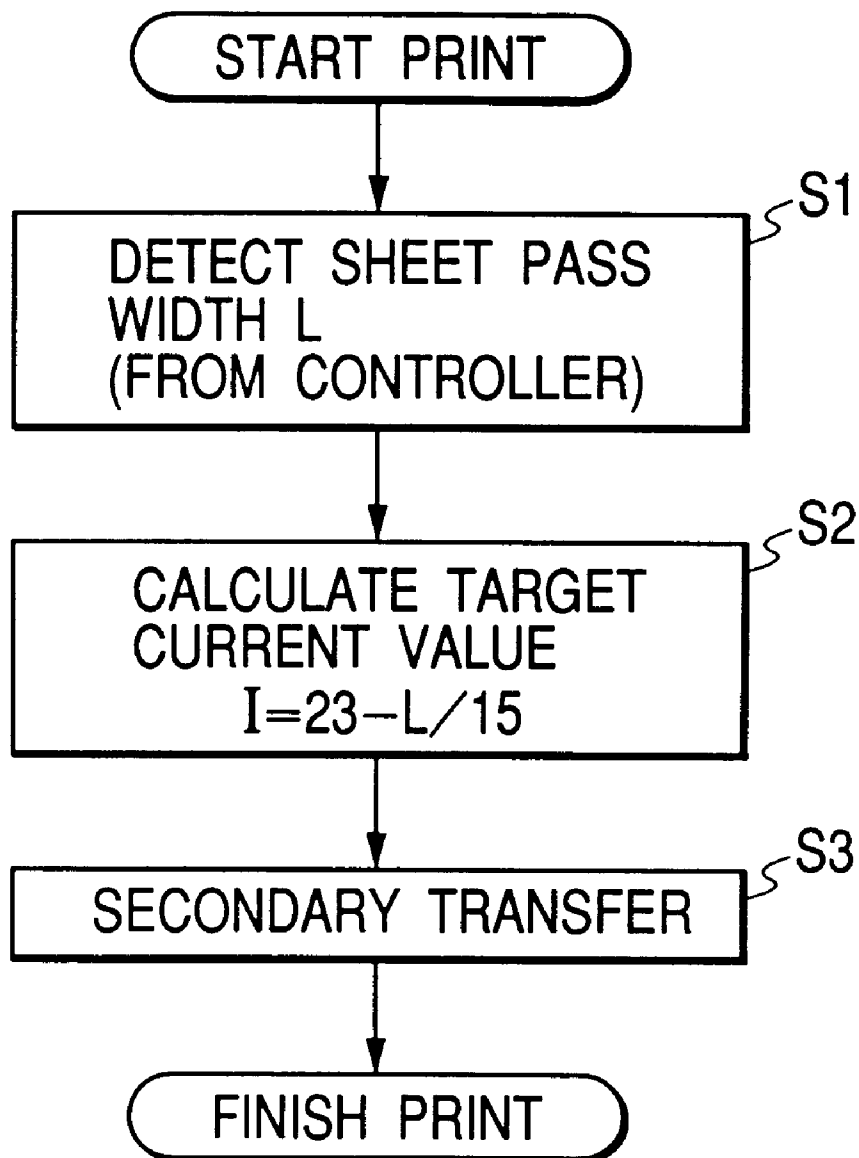 START PRINT
S1
DETECT SHEET PASS
WIDTH L
(FROM CONTROLLER)
S2
CALCULATE TARGET
CURRENT VALUE
I=23−L/15
S3
SECONDARY TRANSFER
FINISH PRINT